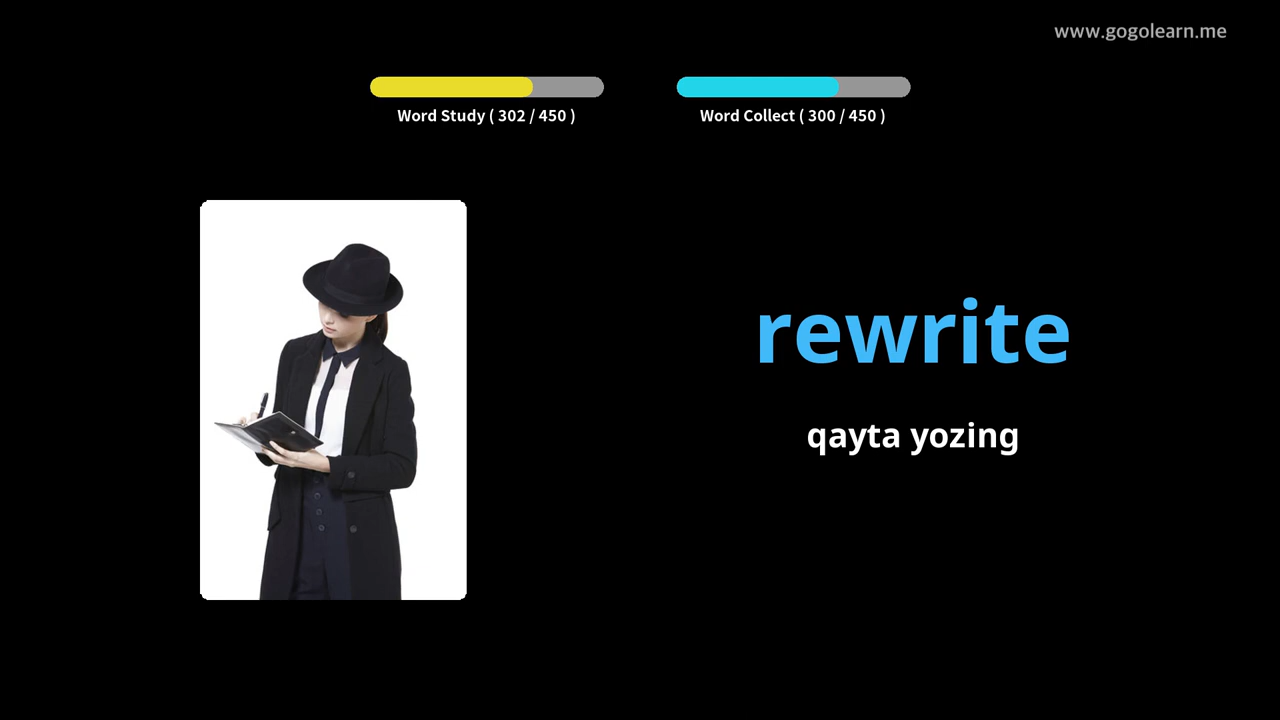 www.gogolearn.me
Word Study ( 302 / 450 )
Word Collect ( 300 / 450 )
rewrite
qayta yozing